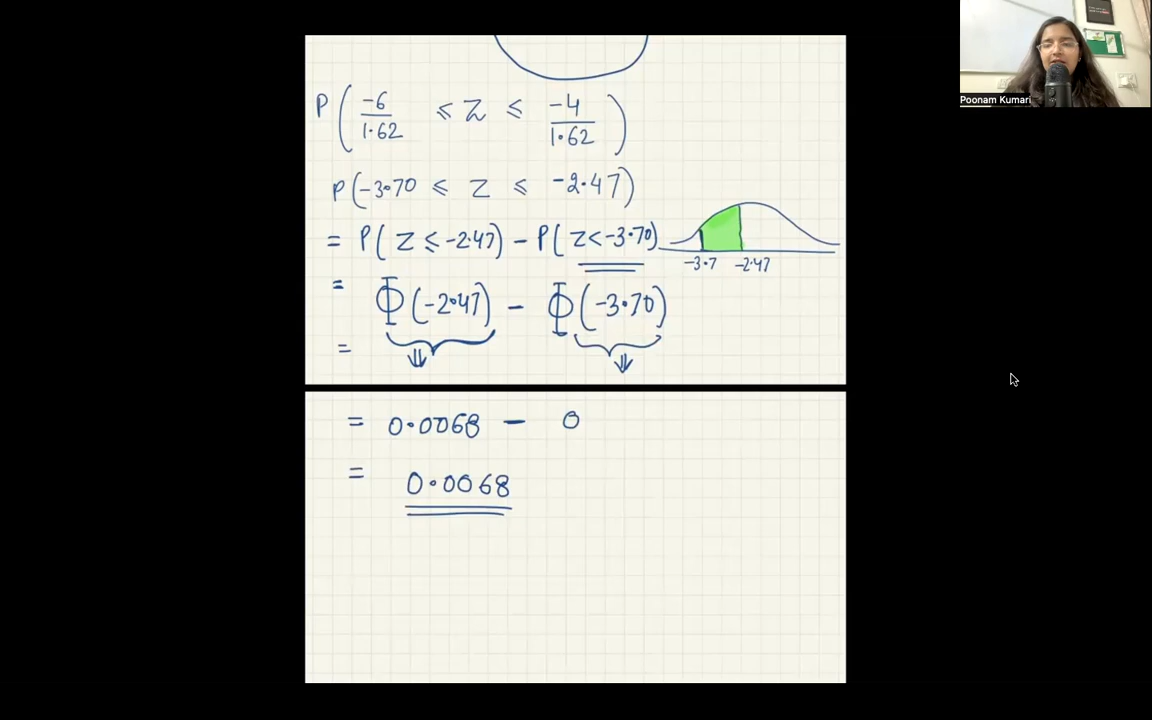 P(-6/1.62 ≤ Z ≤ -4/1.62)
P(-3.70 ≤ Z ≤ -2.47)
= P(Z ≤ -2.47) - P(Z < -3.70)
-3.7 -2.47
= Φ(-2.47) - Φ(-3.70)
= ⇓ ⇓
= 0.0068 - 0
= 0.0068
Poonam Kumari